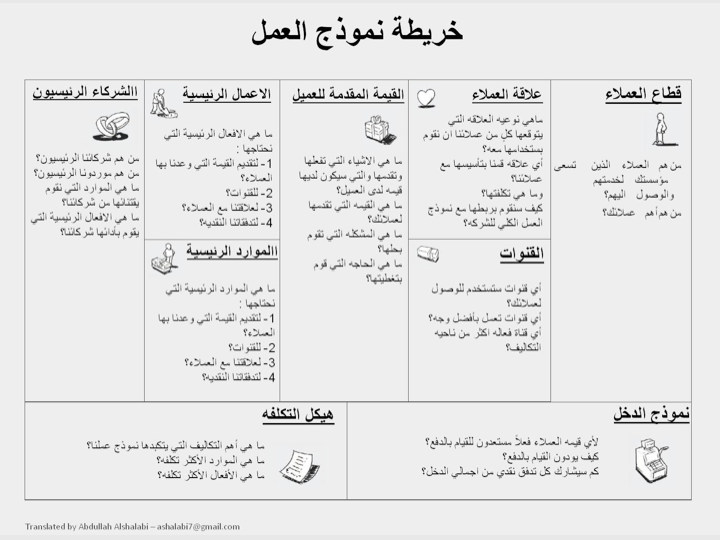 خريطة نموذج العمل
قطاع العملاء
من هم العملاء الذين تسعى
مؤسستك لخدمتهم
والوصول اليهم؟
من هم أهم عملائك؟
علاقة العملاء
ماهي نوعيه العلاقه التي
يتوقعها كل من عملائنا ان نقوم
بستخدامها معه؟
أي علاقه قمنا بتأسيسها مع
عملائنا؟
وما هي تكلفتها؟
كيف سنقوم بربطها مع نموذج
العمل الكلي للشركه؟
القنوات
أي قنوات ستستخدم للوصول
لعملائك؟
أي قنوات تعمل بأفضل وجه؟
أي قناة فعاله اكثر من ناحيه
التكاليف؟
القيمة المقدمة للعميل
ما هي الاشياء التي تفعلها
وتقدمها والتي سيكون لديها
قيمه لدى العميل؟
ما هي القيمه التي تقدمها
لعملائك؟
ما هي المشكله التي تقوم
بحلها؟
ما هي الحاجه التي قوم
بتغطيتها؟
الاعمال الرئيسية
ما هي الافعال الرئيسية التي
نحتاجها :
1- لتقديم القيمة التي وعدنا بها
العملاء؟
2- للقنوات؟
3- لعلاقتنا مع العملاء؟
4- لتدفقاتنا النقديه؟
االموارد الرئيسية
ما هي الموارد الرئيسية التي
نحتاجها :
1- لتقديم القيمة التي وعدنا بها
العملاء؟
2- للقنوات؟
3- لعلاقتنا مع العملاء؟
4- لتدفقاتنا النقديه؟
االشركاء الرئيسيون
من هم شركائنا الرئيسيون؟
من هم موردونا الرئيسيون؟
ما هي الموارد التي نقوم
يقتنائها من شركائنا؟
ما هي الافعال الرئيسية التي
يقوم بأدائها شركائنا؟
نموذج الدخل
لأي قيمه العملاء فعلاً مستعدون للقيام بالدفع؟
كيف يودون القيام بالدفع؟
كم سيشارك كل تدفق نقدي من اجمالي الدخل؟
هيكل التكلفه
ما هي أهم التكاليف التي يتكبدها نموذج عملنا؟
ما هي الموارد الأكثر تكلفه؟
ما هي الأفعال الأكثر تكلفه؟
Translated by Abdullah Alshalabi – ashalabi7@gmail.com